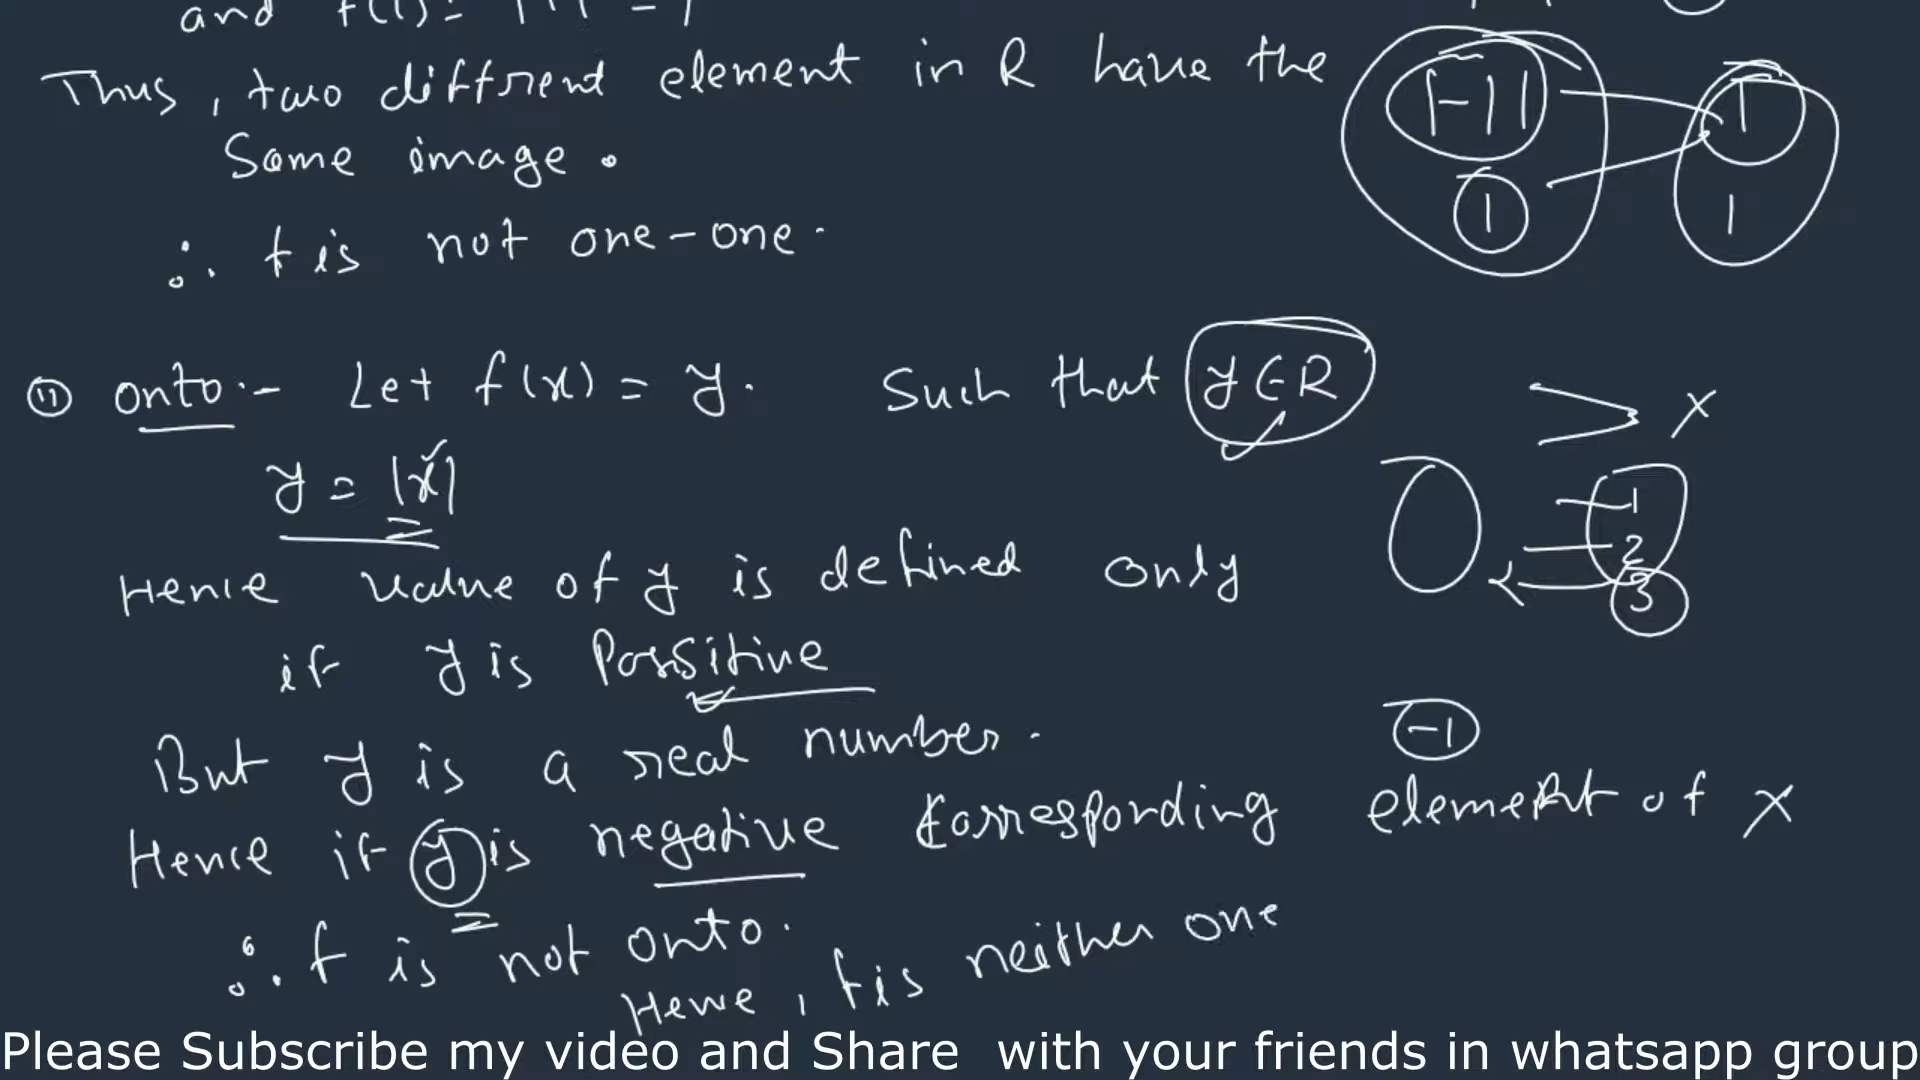 and f(1) = |1| = 1
Thus, two diffrent element in R have the
Same image.
∴ f is not one-one.
|-1| 1
1 1
(ii) onto:- Let f(x) = y. Such that y ∈ R
y = |x|
> x
1
2
3
Hence value of y is defined only
if y is Possitive
But y is a real number.
-1
Hence if y is negative Corresponding element of x
∴ f is not onto.
Hence, f is neither one
Please Subscribe my video and Share with your friends in whatsapp group